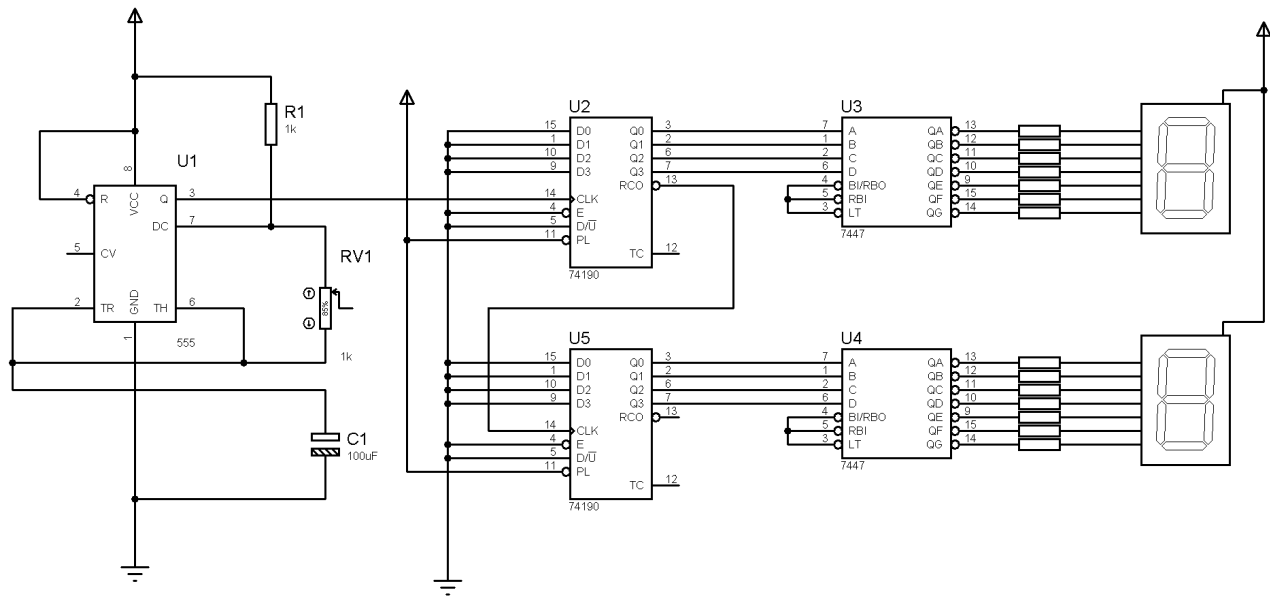 R1
1k
U1
4 R
8 VCC
Q 3
DC 7
5 CV
2 TR
GND 1
TH 6
555
RV1
85%
1k
C1
100uF
U2
15 D0 Q0 3
1 D1 Q1 2
10 D2 Q2 6
9 D3 Q3 7
RCO 13
14 CLK
4 E
5 D/U
11 PL
TC 12
74190
U3
7 A QA 13
1 B QB 12
2 C QC 11
6 D QD 10
4 BI/RBO QE 9
5 RBI QF 15
3 LT QG 14
7447
U5
15 D0 Q0 3
1 D1 Q1 2
10 D2 Q2 6
9 D3 Q3 7
RCO 13
14 CLK
4 E
5 D/U
11 PL
TC 12
74190
U4
7 A QA 13
1 B QB 12
2 C QC 11
6 D QD 10
4 BI/RBO QE 9
5 RBI QF 15
3 LT QG 14
7447